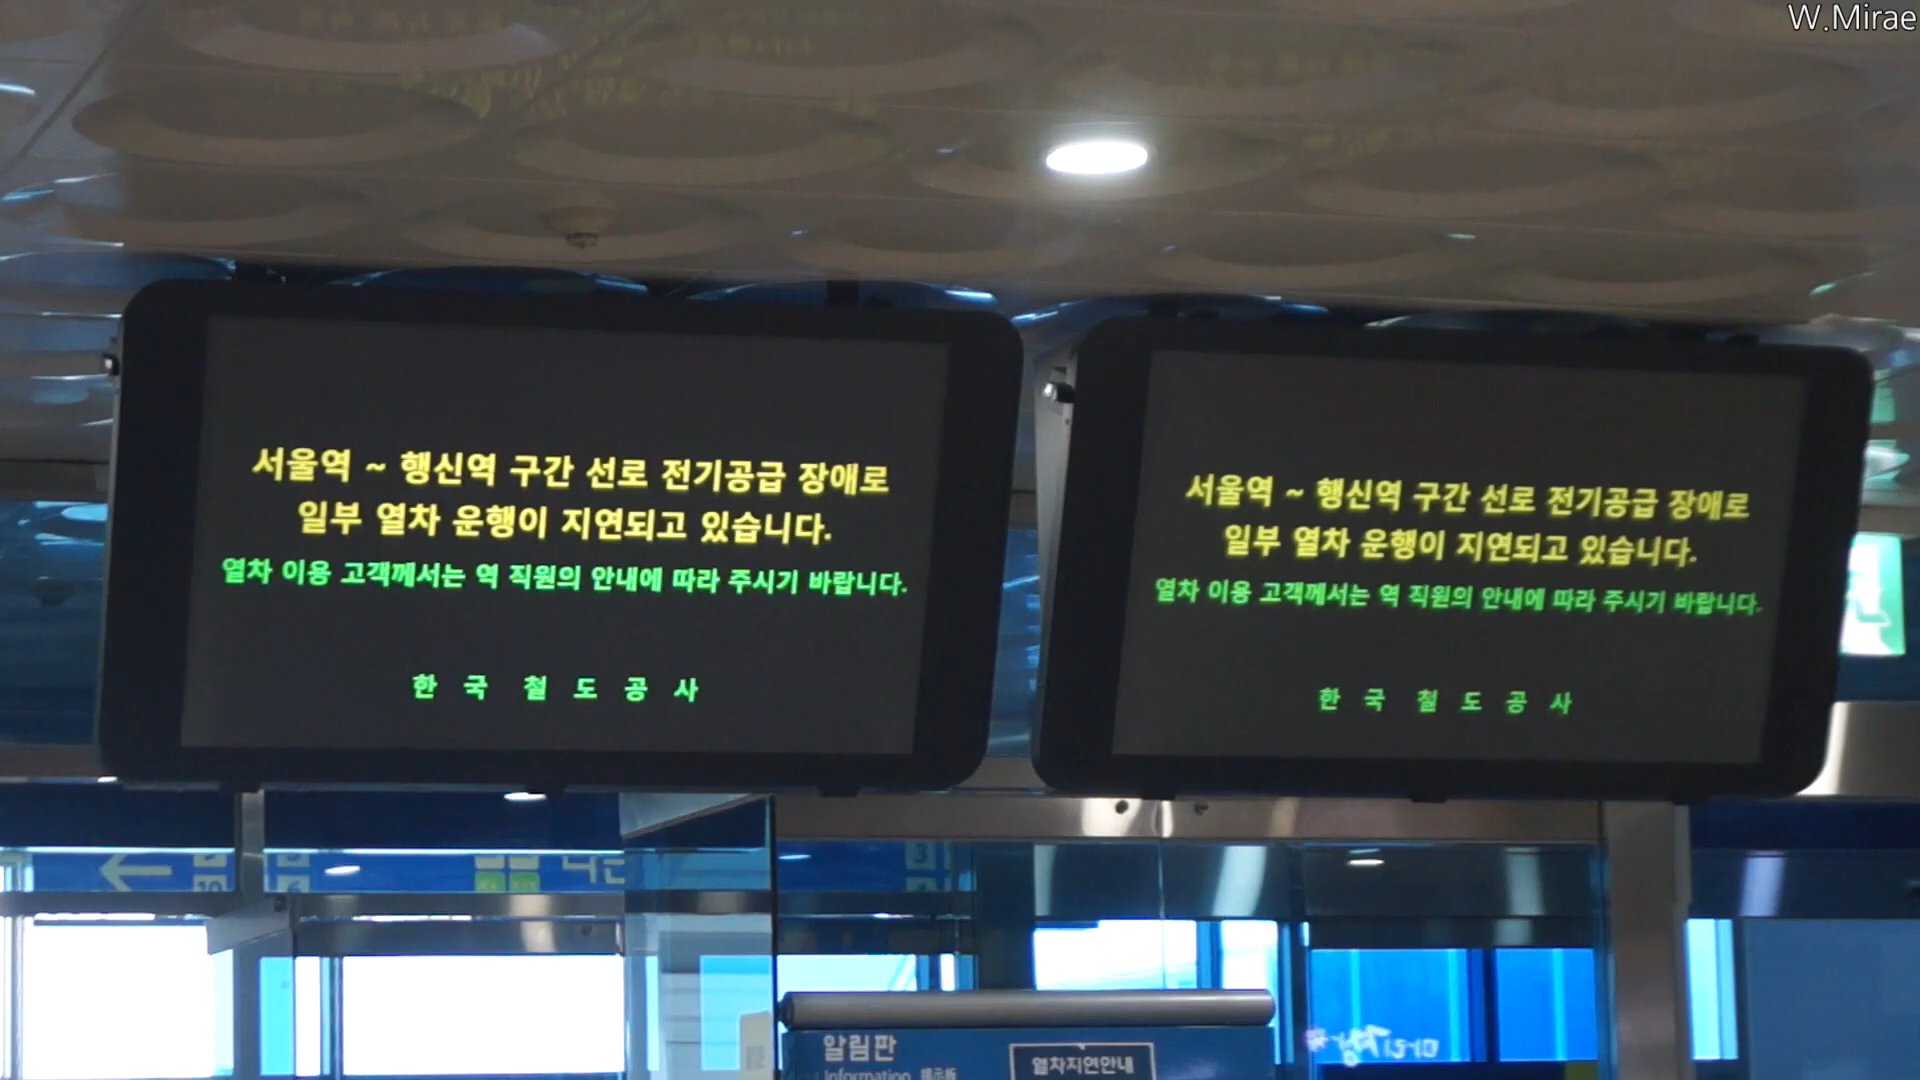 W.Mirae
서울역 ~ 행신역 구간 선로 전기공급 장애로
일부 열차 운행이 지연되고 있습니다.
열차 이용 고객께서는 역 직원의 안내에 따라 주시기 바랍니다.
한 국 철 도 공 사
서울역 ~ 행신역 구간 선로 전기공급 장애로
일부 열차 운행이 지연되고 있습니다.
열차 이용 고객께서는 역 직원의 안내에 따라 주시기 바랍니다.
한 국 철 도 공 사
3
알림판
Information
열차지연안내